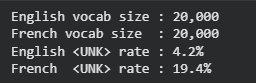 English vocab size : 20,000
French vocab size  : 20,000
English <UNK> rate : 4.2%
French  <UNK> rate : 19.4%